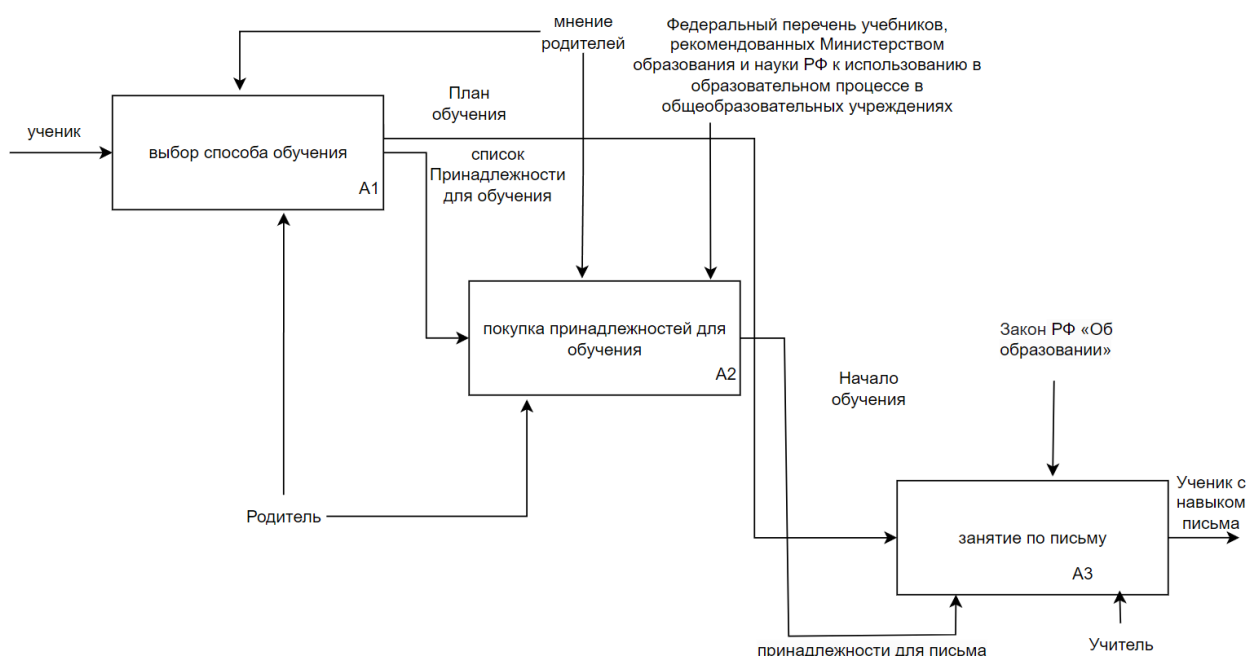 мнение
родителей
Федеральный перечень учебников,
рекомендованных Министерством
образования и науки РФ к использованию в
образовательном процессе в
общеобразовательных учреждениях
План
обучения
ученик
выбор способа обучения
A1
список
Принадлежности
для обучения
покупка принадлежностей для
обучения
A2
Закон РФ «Об
образовании»
Начало
обучения
Ученик с
навыком
письма
занятие по письму
A3
Родитель
принадлежности для письма
Учитель